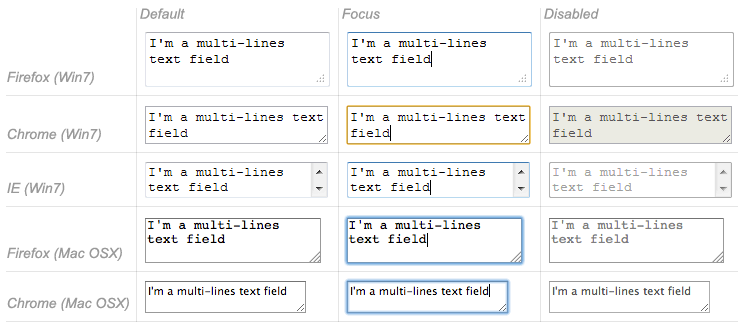 Default Focus Disabled
I'm a multi-lines I'm a multi-lines I'm a multi-lines
text field text field text field
Firefox (Win7)
I'm a multi-lines text I'm a multi-lines text I'm a multi-lines text
Chrome (Win7)
field field field
I'm a multi-lines I'm a multi-lines I'm a multi-lines
IE (Win7)
text field text field text field
I'm a multi-lines I'm a multi-lines I'm a multi-lines
text field text field text field
Firefox (Mac OSX)
I'm a multi-lines text field I'm a multi-lines text field I'm a multi-lines text field
Chrome (Mac OSX)